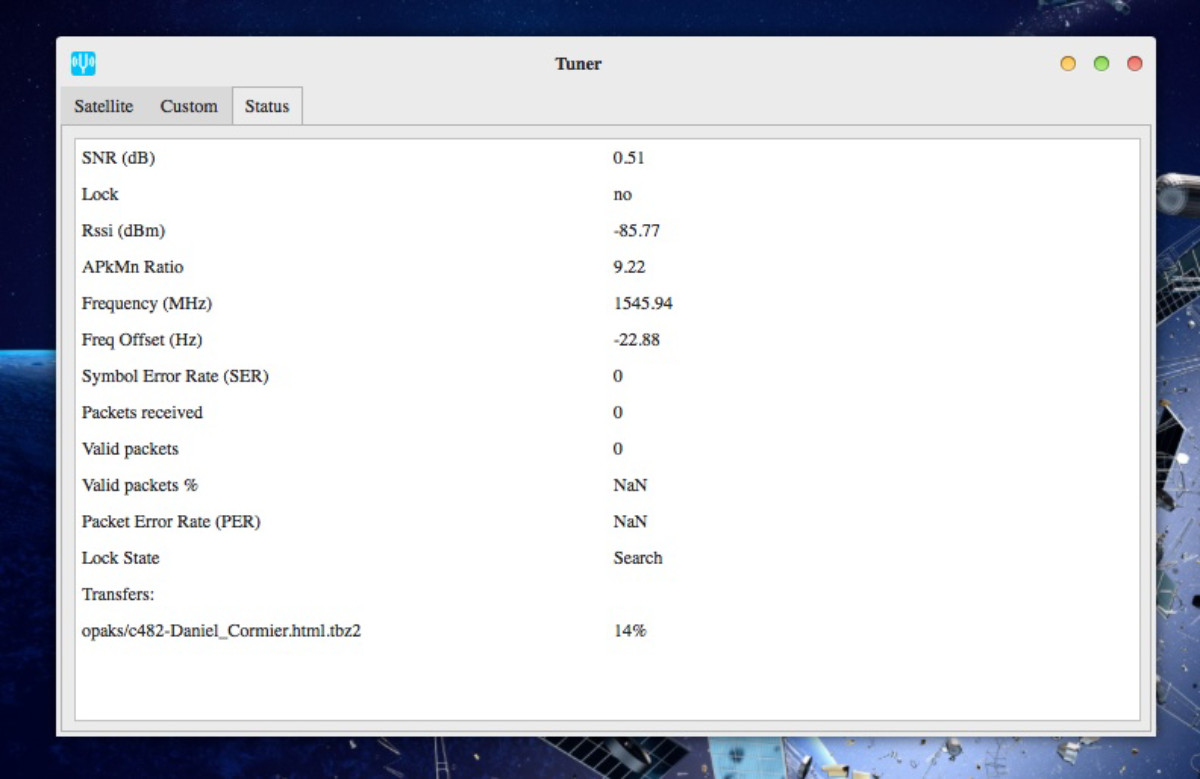 Tuner
Satellite Custom Status
SNR (dB) 0.51
Lock no
Rssi (dBm) -85.77
APkMn Ratio 9.22
Frequency (MHz) 1545.94
Freq Offset (Hz) -22.88
Symbol Error Rate (SER) 0
Packets received 0
Valid packets 0
Valid packets % NaN
Packet Error Rate (PER) NaN
Lock State Search
Transfers:
opaks/c482-Daniel_Cormier.html.tbz2 14%